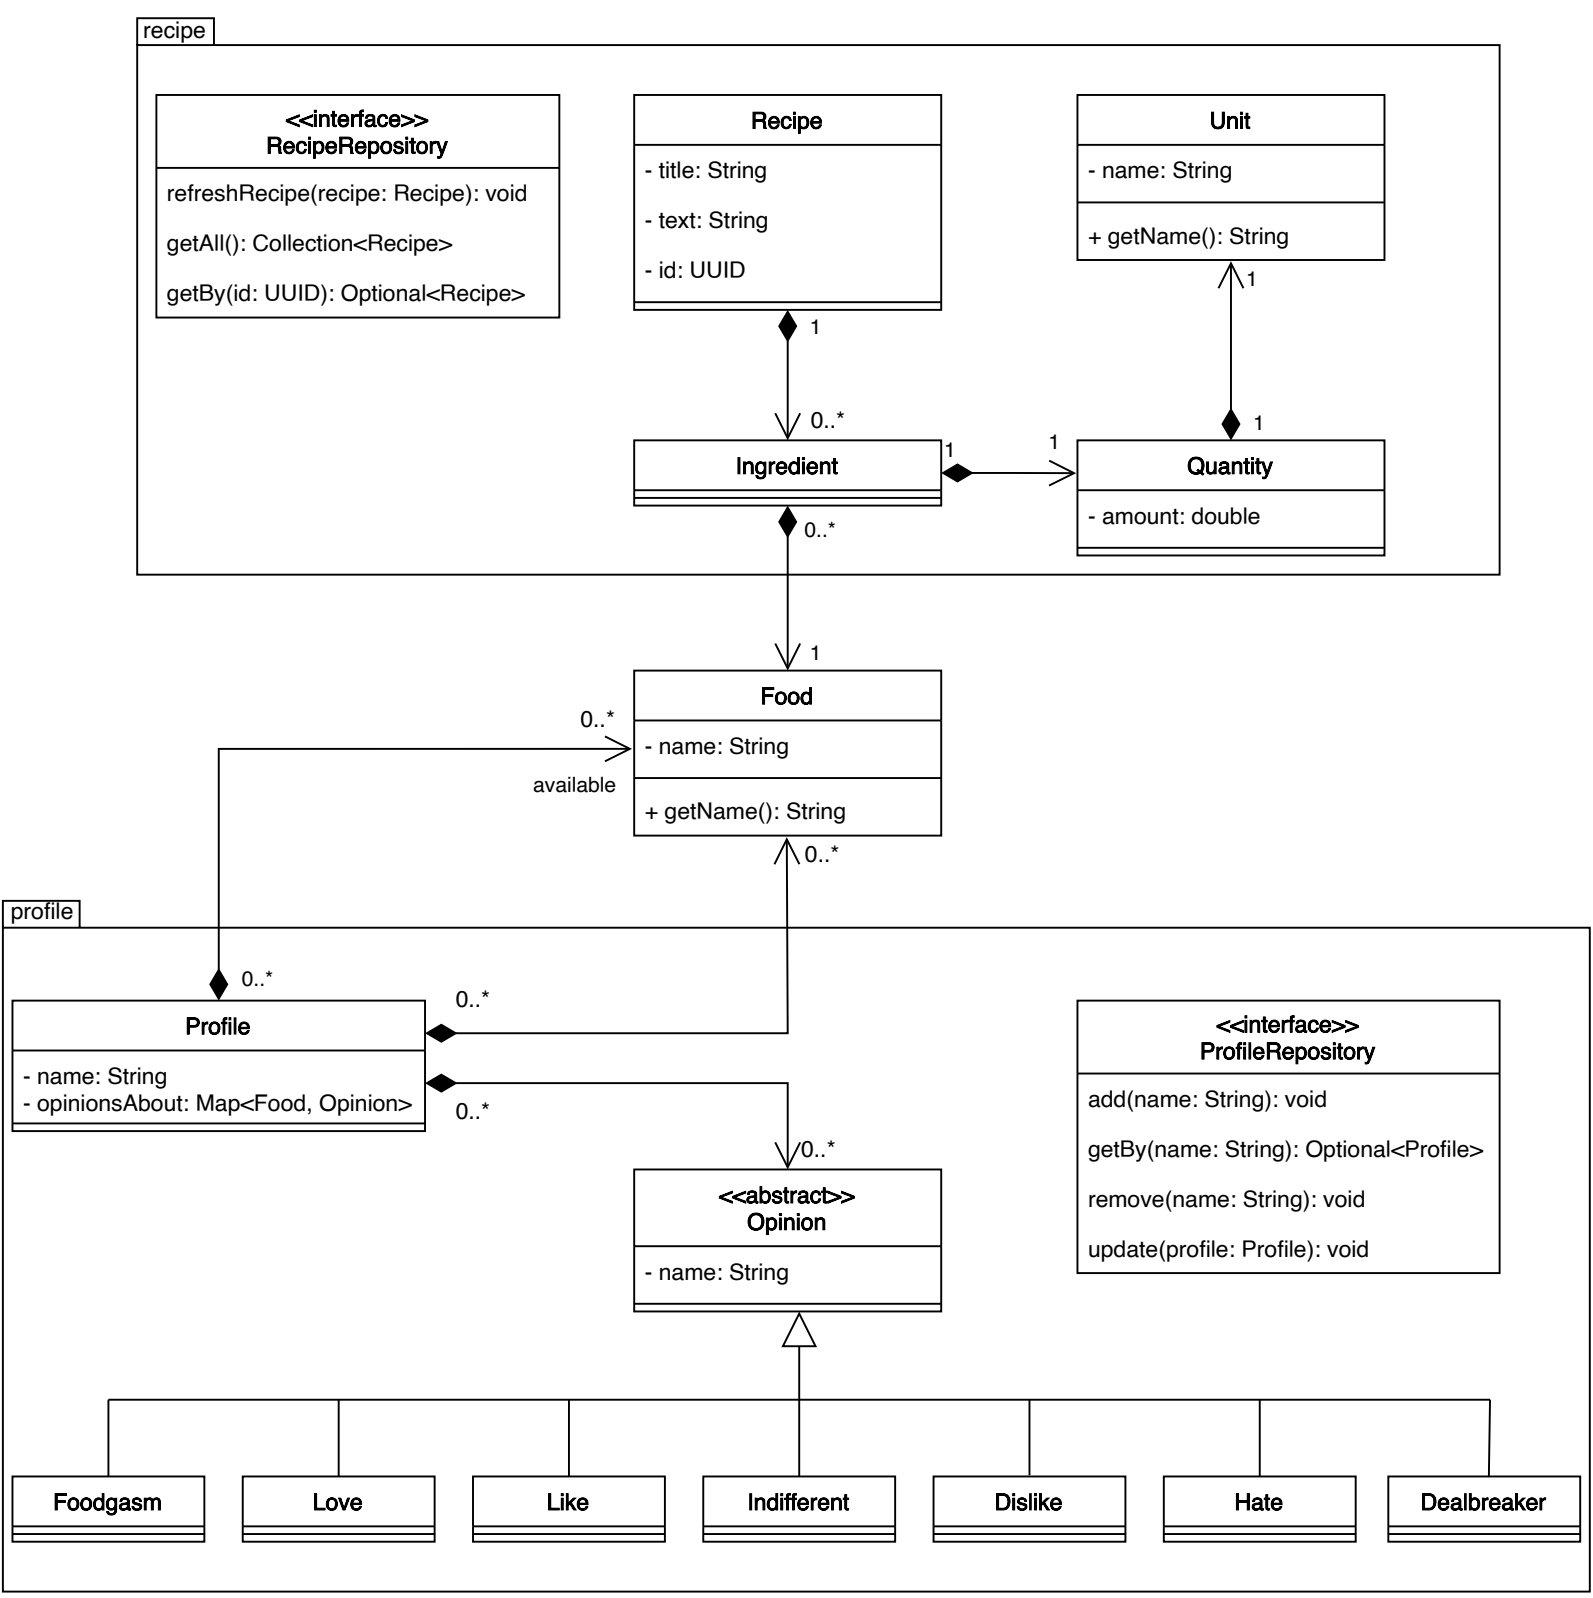 recipe
<<interface>>
RecipeRepository
refreshRecipe(recipe: Recipe): void
getAll(): Collection<Recipe>
getBy(id: UUID): Optional<Recipe>
Recipe
- title: String
- text: String
- id: UUID
Unit
- name: String
+ getName(): String
1
1
0..*
1
Ingredient
1
1
Quantity
- amount: double
0..*
1
Food
- name: String
+ getName(): String
0..*
available
0..*
profile
0..*
0..*
Profile
- name: String
- opinionsAbout: Map<Food, Opinion>
0..*
0..*
<<abstract>>
Opinion
- name: String
<<interface>>
ProfileRepository
add(name: String): void
getBy(name: String): Optional<Profile>
remove(name: String): void
update(profile: Profile): void
Foodgasm
Love
Like
Indifferent
Dislike
Hate
Dealbreaker